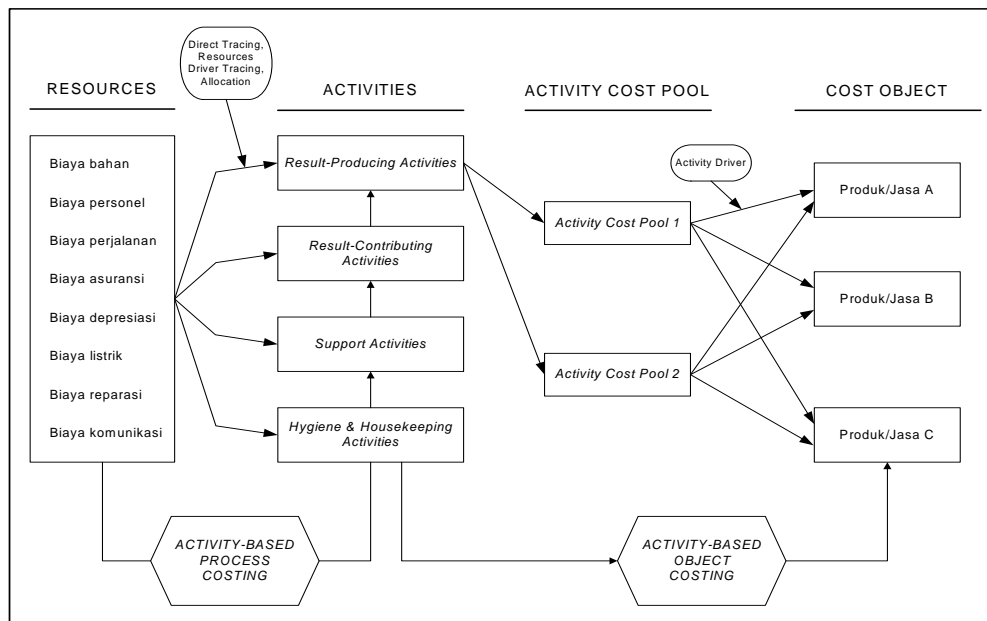 Direct Tracing,
Resources
Driver Tracing,
Allocation
RESOURCES
ACTIVITIES
ACTIVITY COST POOL
COST OBJECT
Biaya bahan
Biaya personel
Biaya perjalanan
Biaya asuransi
Biaya depresiasi
Biaya listrik
Biaya reparasi
Biaya komunikasi
Result-Producing Activities
Result-Contributing
Activities
Support Activities
Hygiene & Housekeeping
Activities
Activity Cost Pool 1
Activity Cost Pool 2
Activity Driver
Produk/Jasa A
Produk/Jasa B
Produk/Jasa C
ACTIVITY-BASED
PROCESS
COSTING
ACTIVITY-BASED
OBJECT
COSTING